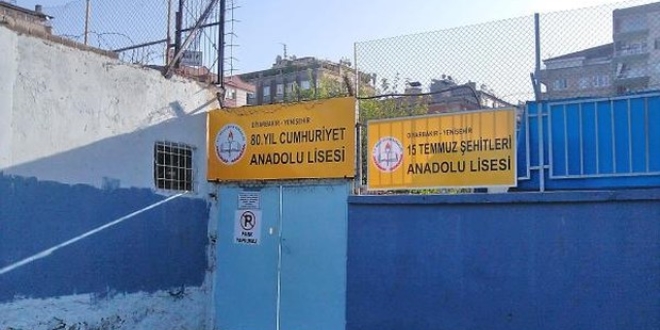 DİYARBAKIR - YENİŞEHİR
80.YIL CUMHURİYET
ANADOLU LİSESİ
DİYARBAKIR - YENİŞEHİR
15 TEMMUZ ŞEHİTLERİ
ANADOLU LİSESİ
P
PARK
YAPILMAZ